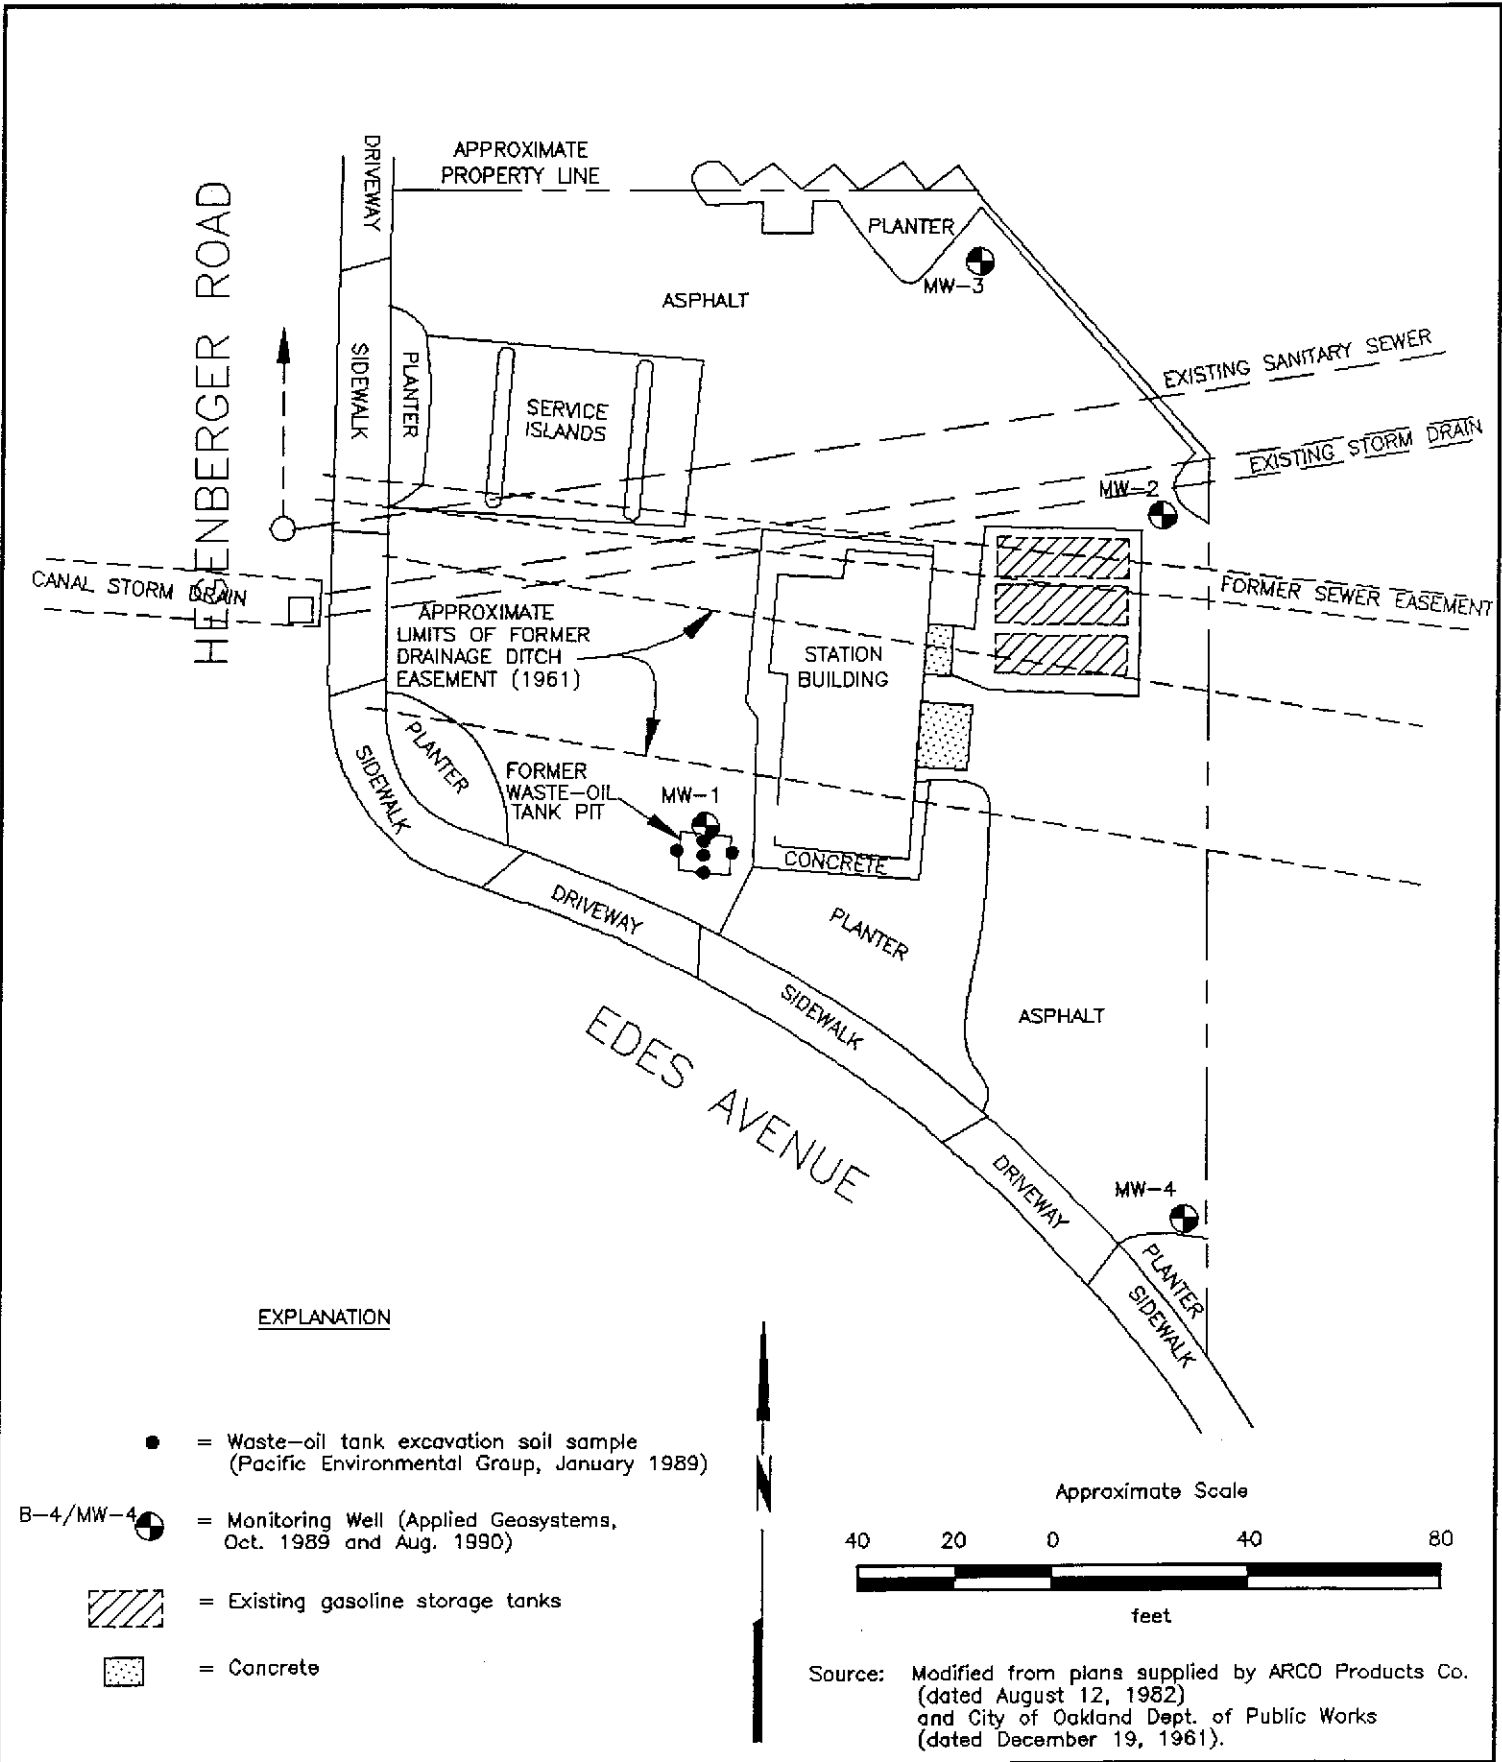 APPROXIMATE
PROPERTY LINE
DRIVEWAY
HEGENBERGER ROAD
PLANTER
MW-3
ASPHALT
SIDEWALK
PLANTER
SERVICE
ISLANDS
EXISTING SANITARY SEWER
EXISTING STORM DRAIN
MW-2
CANAL STORM DRAIN
FORMER SEWER EASEMENT
APPROXIMATE
LIMITS OF FORMER
DRAINAGE DITCH
EASEMENT (1961)
STATION
BUILDING
PLANTER
SIDEWALK
FORMER
WASTE-OIL
TANK PIT
MW-1
CONCRETE
DRIVEWAY
PLANTER
SIDEWALK
ASPHALT
EDES AVENUE
DRIVEWAY
MW-4
PLANTER
SIDEWALK
EXPLANATION
= Waste-oil tank excavation soil sample
(Pacific Environmental Group, January 1989)
B-4/MW-4
= Monitoring Well (Applied Geosystems,
Oct. 1989 and Aug. 1990)
= Existing gasoline storage tanks
= Concrete
N
Approximate Scale
40 20 0 40 80
feet
Source: Modified from plans supplied by ARCO Products Co.
(dated August 12, 1982)
and City of Oakland Dept. of Public Works
(dated December 19, 1961).